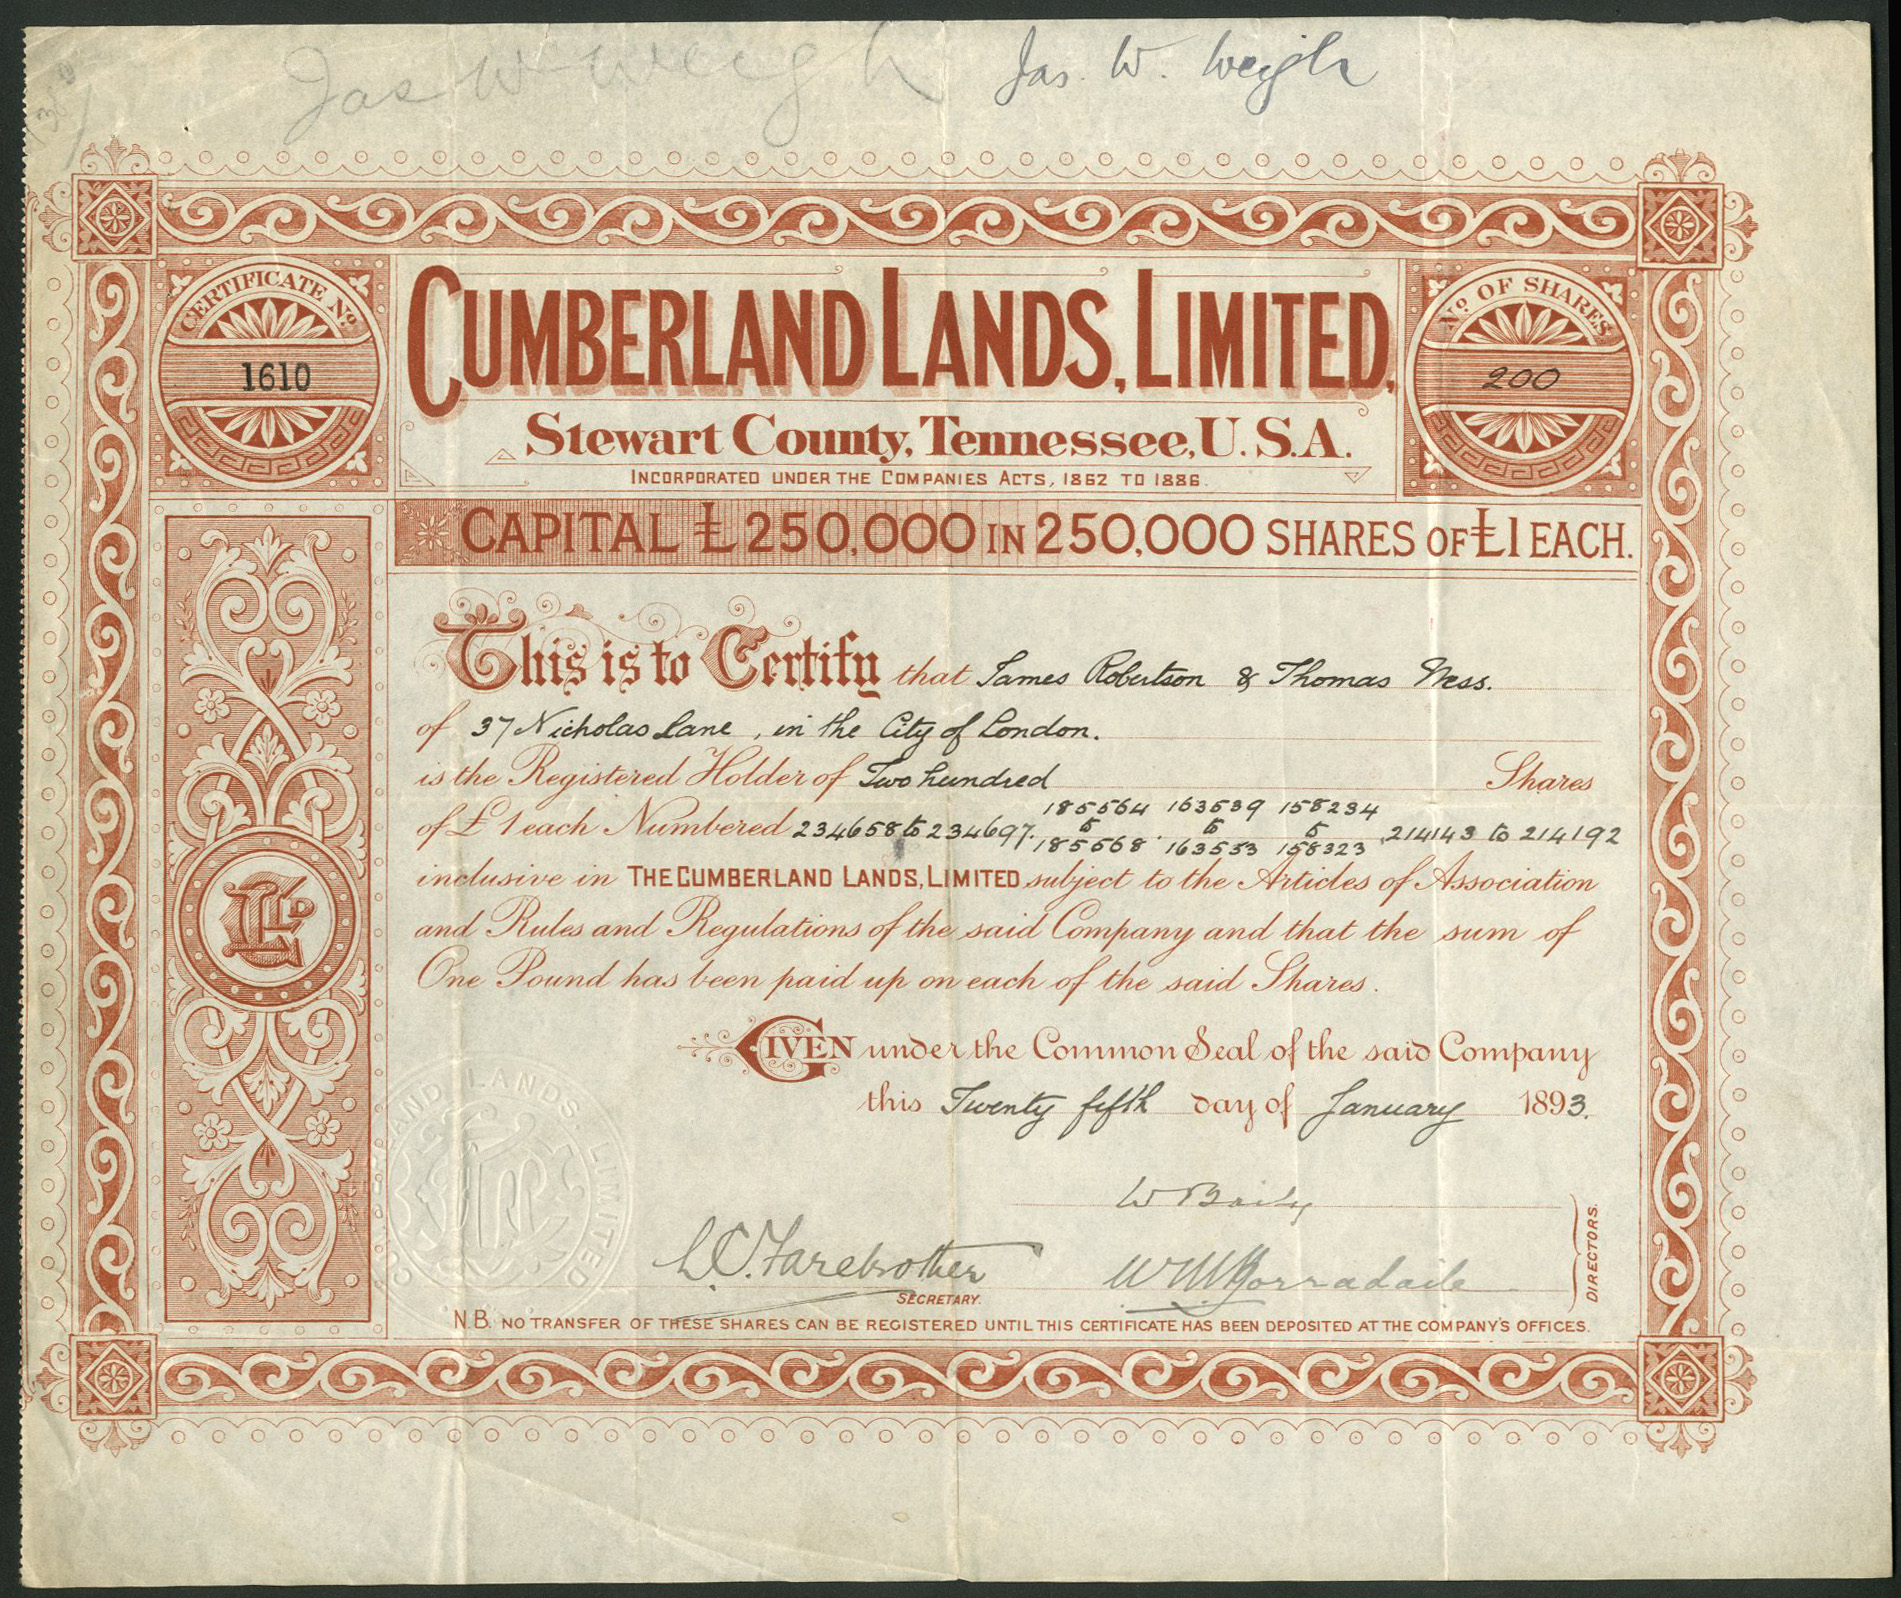 Jas W Weigh Jas. W. Weigh
CERTIFICATE No.
1610
CUMBERLAND LANDS, LIMITED,
Stewart County, Tennessee, U.S.A.
INCORPORATED UNDER THE COMPANIES ACTS, 1862 TO 1886.
No. OF SHARES
200
CAPITAL £250,000 IN 250,000 SHARES OF £1 EACH.
This is to Certify that James Robertson & Thomas Ness.
of 37 Nicholas Lane, in the City of London.
is the Registered Holder of Two hundred Shares
185564 163539 158234
of £1 each Numbered 234658 to 234697. to to to 214143 to 214192
185568 163553 158323
inclusive in THE CUMBERLAND LANDS, LIMITED subject to the Articles of Association
and Rules and Regulations of the said Company and that the sum of
One Pound has been paid up on each of the said Shares.
GIVEN under the Common Seal of the said Company
this Twenty fifth day of January 1893.
CUMBERLAND LANDS, LIMITED
W Baily
L.C. Farebrother
SECRETARY.
W W Borradaile
DIRECTORS.
N.B. NO TRANSFER OF THESE SHARES CAN BE REGISTERED UNTIL THIS CERTIFICATE HAS BEEN DEPOSITED AT THE COMPANY'S OFFICES.